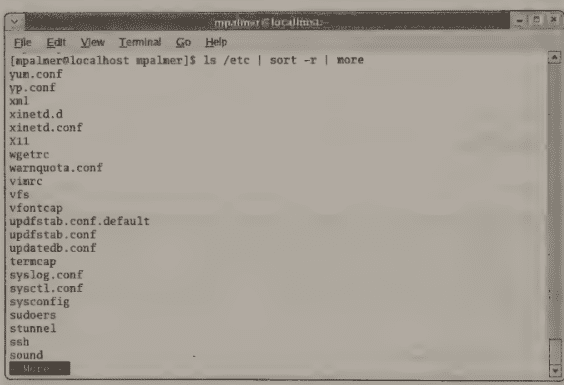 mpalmer@localhost:~
File Edit View Terminal Go Help
[mpalmer@localhost mpalmer]$ ls /etc | sort -r | more
yum.conf
yp.conf
xml
xinetd.d
xinetd.conf
X11
wgetrc
warnquota.conf
vimrc
vfs
vfontcap
updfstab.conf.default
updfstab.conf
updatedb.conf
termcap
syslog.conf
sysctl.conf
sysconfig
sudoers
stunnel
ssh
sound
--More--